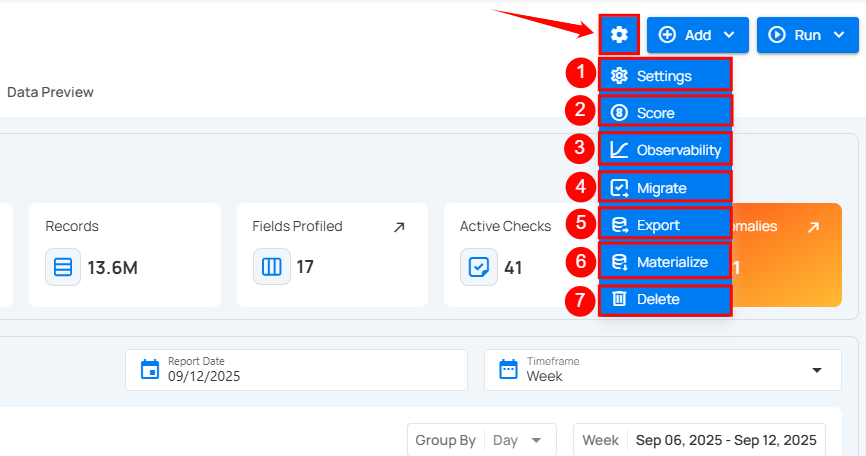 Add
Run
1
Settings
Data Preview
2
Score
3
Observability
4
Migrate
Records
Fields Profiled
Active Checks
5
Export
13.6M
17
41
6
Materialize
7
Delete
Report Date
09/12/2025
Timeframe
Week
Group By
Day
Week
Sep 06, 2025 - Sep 12, 2025